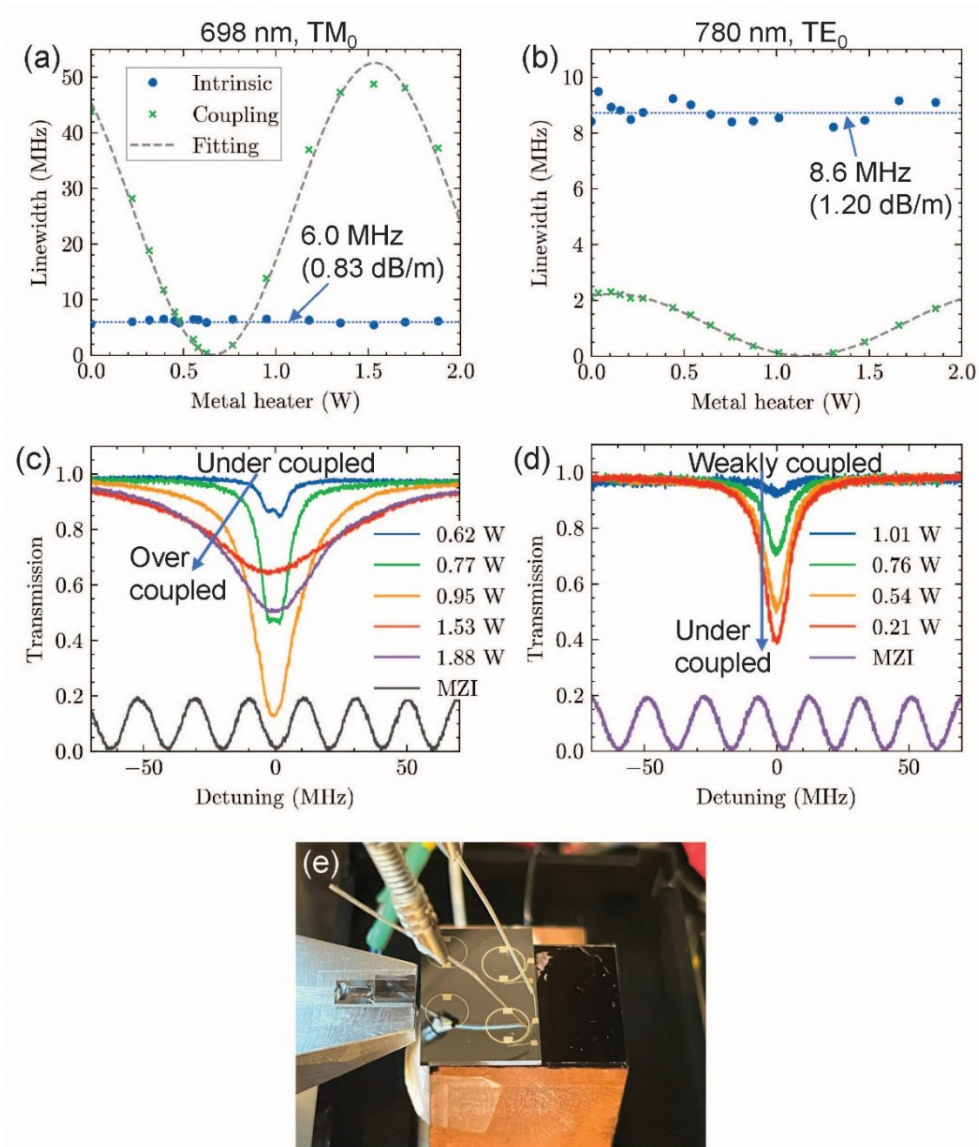 698 nm, TM₀
780 nm, TE₀
(a)
Intrinsic
Coupling
Fitting
50
40
30
20
10
0
0.0
0.5
1.0
1.5
2.0
Linewidth (MHz)
Metal heater (W)
6.0 MHz
(0.83 dB/m)
(b)
10
8
6
4
2
0
0.0
0.5
1.0
1.5
2.0
Linewidth (MHz)
Metal heater (W)
8.6 MHz
(1.20 dB/m)
(c)
Under coupled
Over
coupled
0.62 W
0.77 W
0.95 W
1.53 W
1.88 W
MZI
1.0
0.8
0.6
0.4
0.2
0.0
−50
0
50
Transmission
Detuning (MHz)
(d)
Weakly coupled
Under
coupled
1.01 W
0.76 W
0.54 W
0.21 W
MZI
1.0
0.8
0.6
0.4
0.2
0.0
−50
0
50
Transmission
Detuning (MHz)
(e)